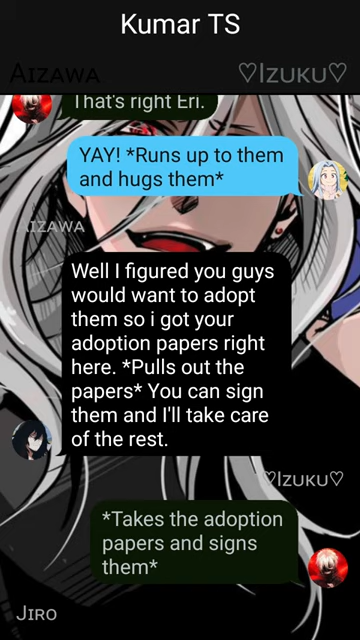 Kumar TS
Aizawa
♡Izuku♡
That's right Eri.
YAY! *Runs up to them
and hugs them*
Aizawa
Well I figured you guys
would want to adopt
them so i got your
adoption papers right
here. *Pulls out the
papers* You can sign
them and I'll take care
of the rest.
♡Izuku♡
*Takes the adoption
papers and signs
them*
Jiro